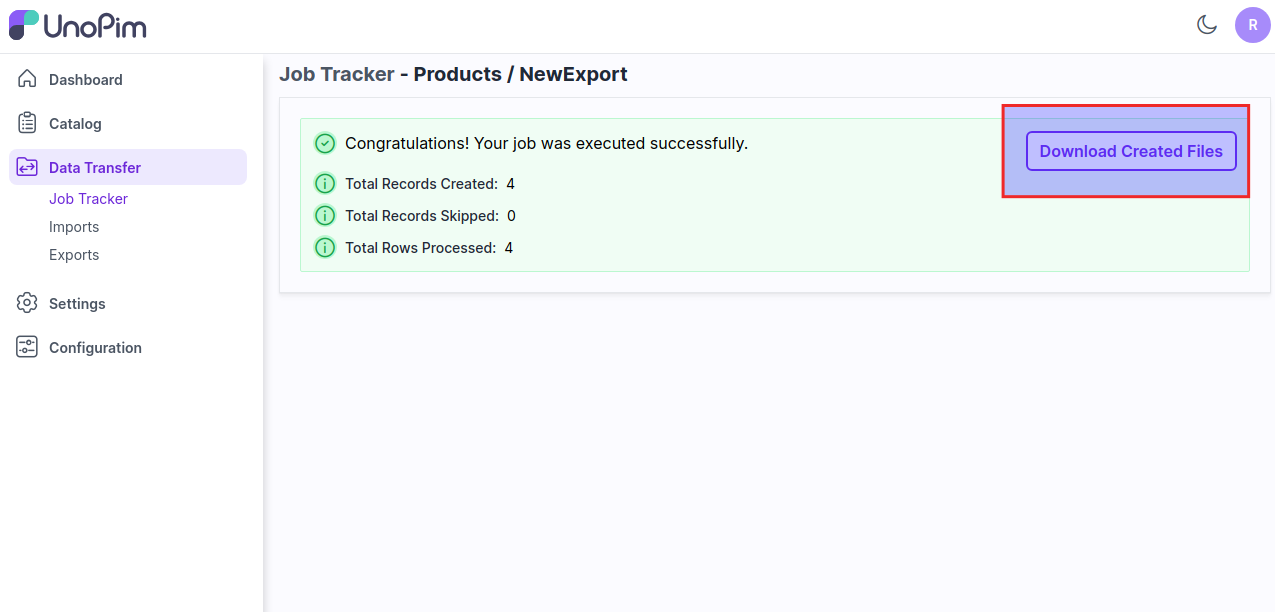 UnoPim
R
Dashboard
Catalog
Data Transfer
Job Tracker
Imports
Exports
Settings
Configuration
Job Tracker - Products / NewExport
Congratulations! Your job was executed successfully.
Total Records Created: 4
Total Records Skipped: 0
Total Rows Processed: 4
Download Created Files